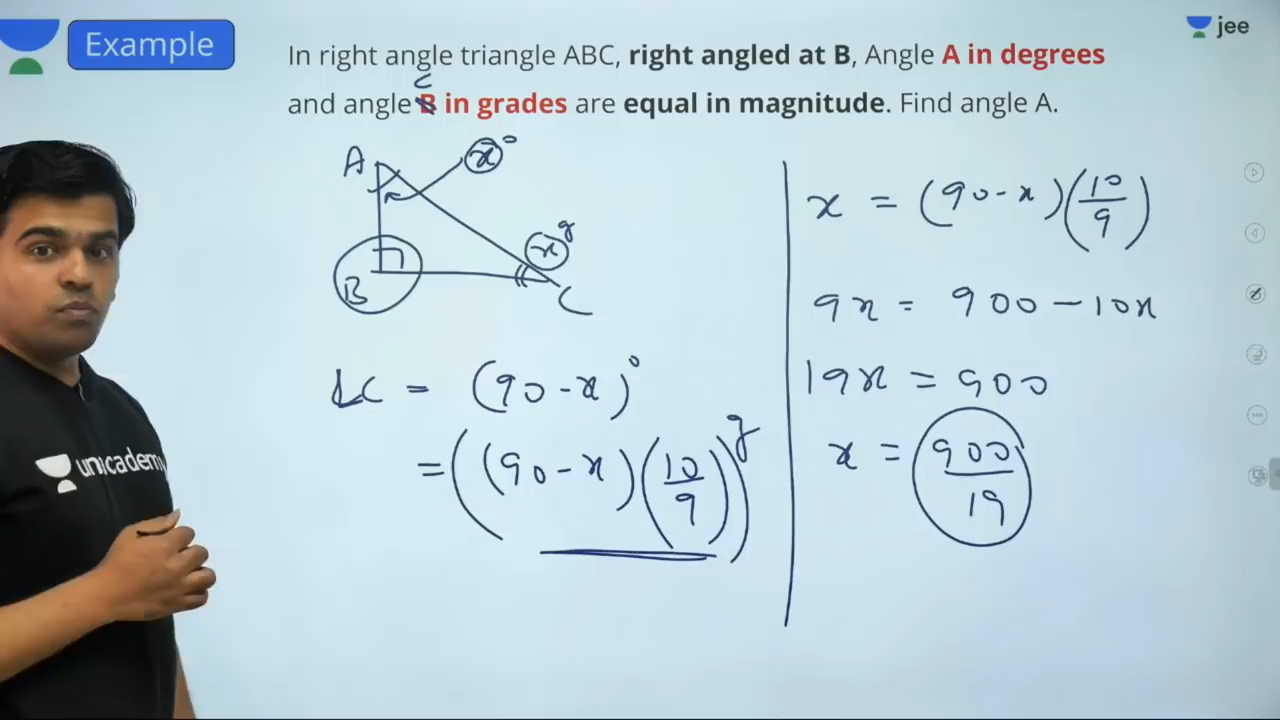 Example
jee
In right angle triangle ABC, right angled at B, Angle A in degrees
C
and angle B in grades are equal in magnitude. Find angle A.
A
x°
x^g
B
C
∠C = (90-x)°
= ((90-x)(10/9))^g
x = (90-x)(10/9)
9x = 900 - 10x
19x = 900
x = 900/19
unacademy